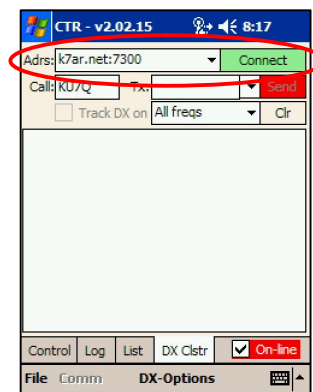 CTR - v2.02.15 8:17
Adrs: k7ar.net:7300 Connect
Call: KU7Q Tx: Send
Track DX on All freqs Clr
Control Log List DX Clstr On-line
File Comm DX-Options